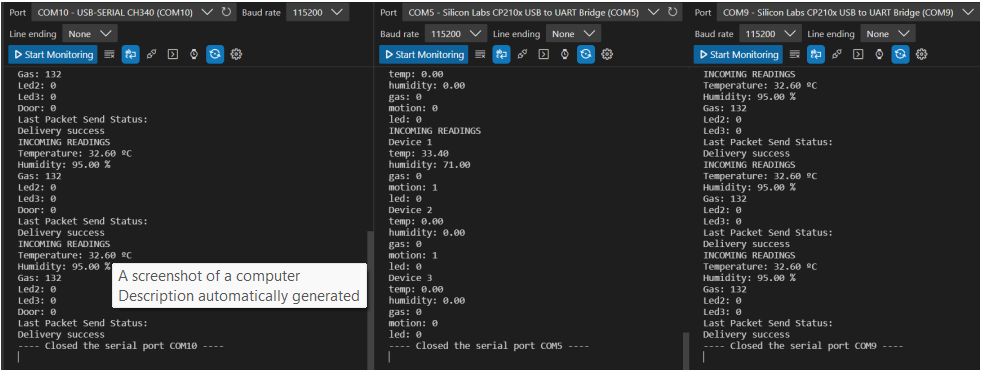 Port COM10 - USB-SERIAL CH340 (COM10) Baud rate 115200
Line ending None
Start Monitoring
Gas: 132
Led2: 0
Led3: 0
Door: 0
Last Packet Send Status:
Delivery success
INCOMING READINGS
Temperature: 32.60 ºC
Humidity: 95.00 %
Gas: 132
Led2: 0
Led3: 0
Door: 0
Last Packet Send Status:
Delivery success
INCOMING READINGS
Temperature: 32.60 ºC
Humidity: 95.00 %
Gas: 132
Led2: 0
Led3: 0
Door: 0
Last Packet Send Status:
Delivery success
---- Closed the serial port COM10 ----
A screenshot of a computer
Description automatically generated
Port COM5 - Silicon Labs CP210x USB to UART Bridge (COM5)
Baud rate 115200 Line ending None
Start Monitoring
temp: 0.00
humidity: 0.00
gas: 0
motion: 0
led: 0
INCOMING READINGS
Device 1
temp: 33.40
humidity: 71.00
gas: 0
motion: 1
led: 0
Device 2
temp: 0.00
humidity: 0.00
gas: 0
motion: 1
led: 0
Device 3
temp: 0.00
humidity: 0.00
gas: 0
motion: 0
led: 0
---- Closed the serial port COM5 ----
Port COM9 - Silicon Labs CP210x USB to UART Bridge (COM9)
Baud rate 115200 Line ending None
Start Monitoring
INCOMING READINGS
Temperature: 32.60 ºC
Humidity: 95.00 %
Gas: 132
Led2: 0
Led3: 0
Last Packet Send Status:
Delivery success
INCOMING READINGS
Temperature: 32.60 ºC
Humidity: 95.00 %
Gas: 132
Led2: 0
Led3: 0
Last Packet Send Status:
Delivery success
INCOMING READINGS
Temperature: 32.60 ºC
Humidity: 95.00 %
Gas: 132
Led2: 0
Led3: 0
Last Packet Send Status:
Delivery success
---- Closed the serial port COM9 ----